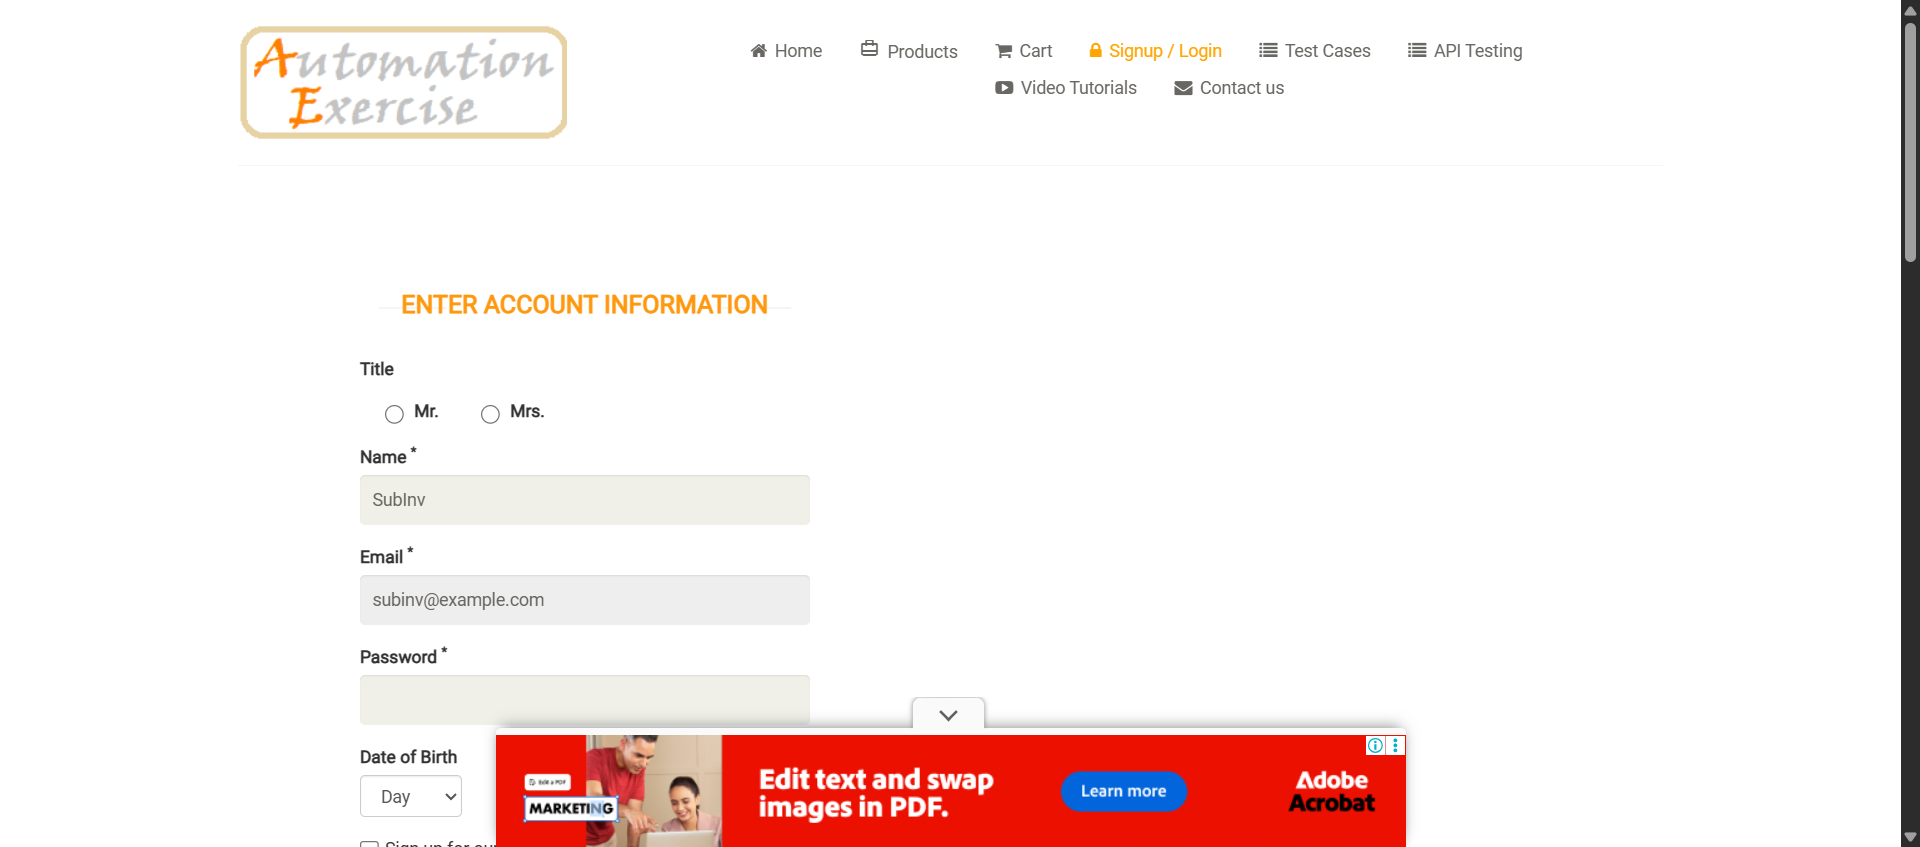 Automation
Exercise
Home
Products
Cart
Signup / Login
Test Cases
API Testing
Video Tutorials
Contact us
ENTER ACCOUNT INFORMATION
Title
Mr.
Mrs.
Name *
SubInv
Email *
subinv@example.com
Password *
Date of Birth
Day
Edit a PDF
MARKETING
Edit text and swap
images in PDF.
Learn more
Adobe
Acrobat
Sign up for our